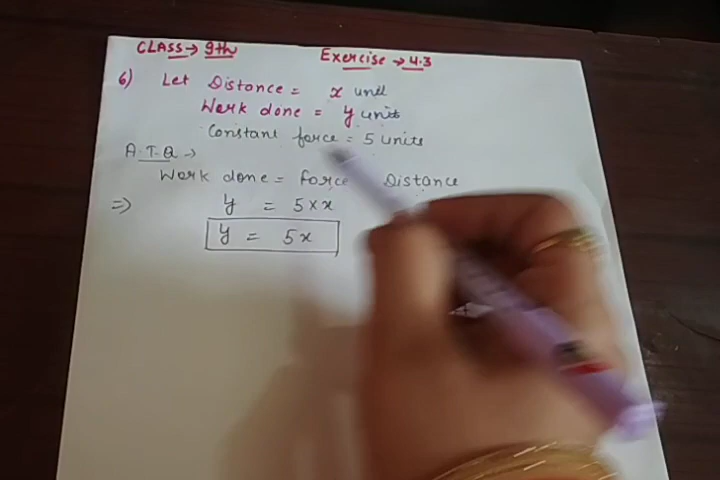 CLASS → 9th Exercise → 4.3
6) Let Distance = x unit
Work done = y units
Constant force = 5 units
A.T.Q →
Work done = force Distance
⇒ y = 5 × x
y = 5x